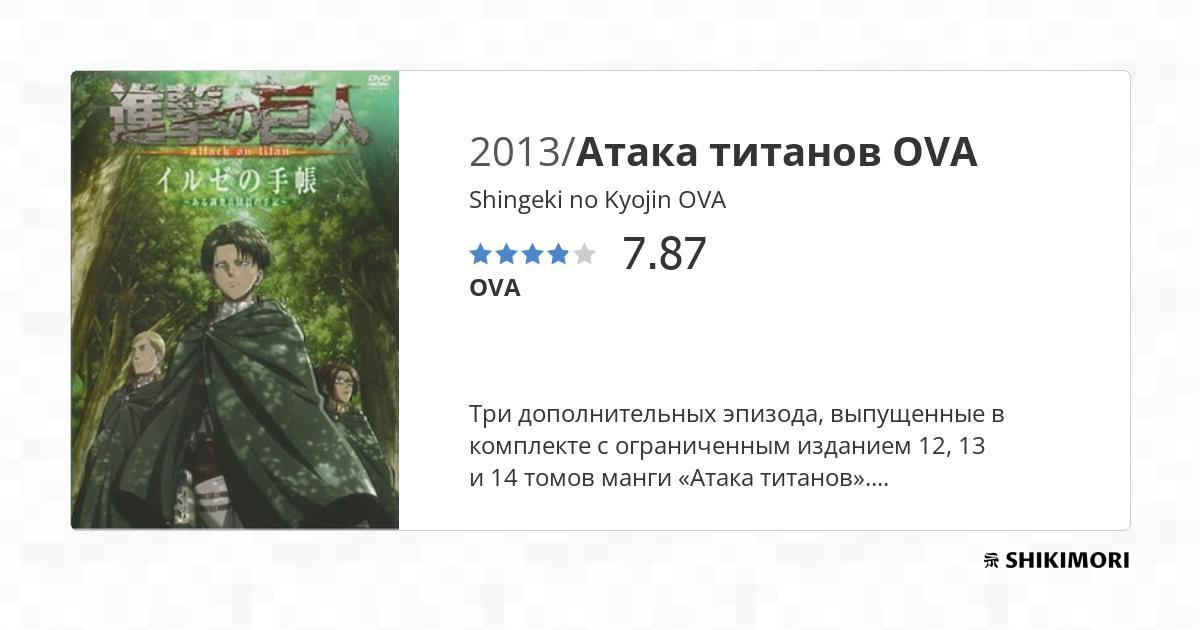 DVD
進撃の巨人
attack on titan
イルゼの手帳
～ある調査兵団員の手記～
2013/Атака титанов OVA
Shingeki no Kyojin OVA
7.87
OVA
Три дополнительных эпизода, выпущенные в
комплекте с ограниченным изданием 12, 13
и 14 томов манги «Атака титанов»....
SHIKIMORI